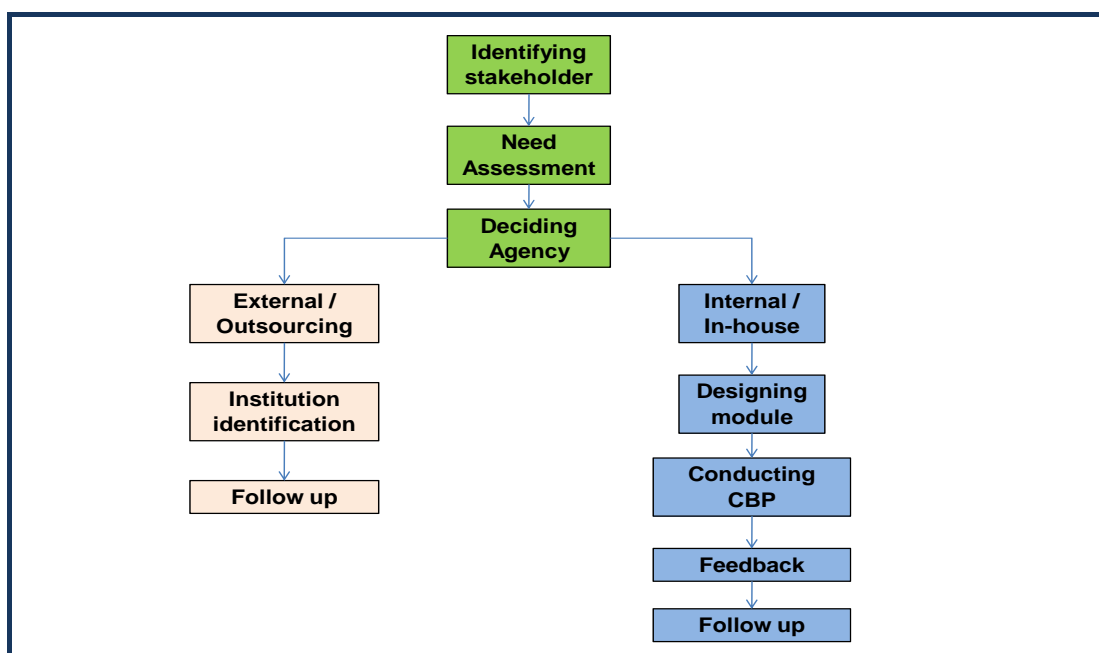 Identifying
stakeholder
Need
Assessment
Deciding
Agency
External /
Outsourcing
Institution
identification
Follow up
Internal /
In-house
Designing
module
Conducting
CBP
Feedback
Follow up